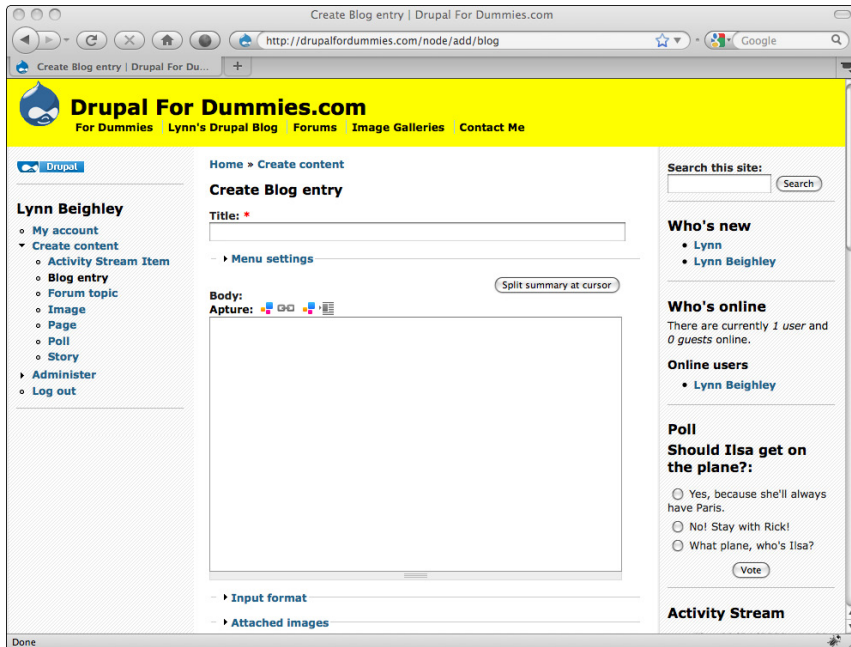 Create Blog entry | Drupal For Dummies.com
http://drupalfordummies.com/node/add/blog
Google
Create Blog entry | Drupal For Du...
Drupal For Dummies.com
For Dummies Lynn's Drupal Blog Forums Image Galleries Contact Me
Drupal
Lynn Beighley
My account
Create content
Activity Stream Item
Blog entry
Forum topic
Image
Page
Poll
Story
Administer
Log out
Home » Create content
Create Blog entry
Title: *
Menu settings
Split summary at cursor
Body:
Apture:
Input format
Attached images
Search this site:
Search
Who's new
Lynn
Lynn Beighley
Who's online
There are currently 1 user and
0 guests online.
Online users
Lynn Beighley
Poll
Should Ilsa get on
the plane?:
Yes, because she'll always
have Paris.
No! Stay with Rick!
What plane, who's Ilsa?
Vote
Activity Stream
Done